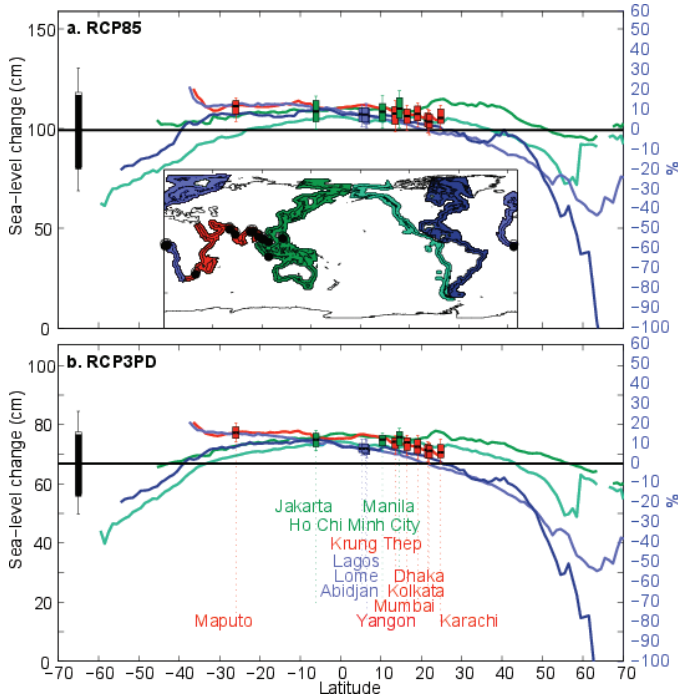 a. RCP85
Sea-level change (cm)
150
100
50
0
60
50
40
30
20
10
0
−10
−20
−30
−40
−50
−60
−70
−80
−90
−100
%
b. RCP3PD
Sea-level change (cm)
100
80
60
40
20
0
60
50
40
30
20
10
0
−10
−20
−30
−40
−50
−60
−70
−80
−90
−100
%
Jakarta
Manila
Ho Chi Minh City
Krung Thep
Lagos
Lome
Dhaka
Abidjan
Kolkata
Mumbai
Maputo
Yangon
Karachi
−70 −60 −50 −40 −30 −20 −10 0 10 20 30 40 50 60 70
Latitude